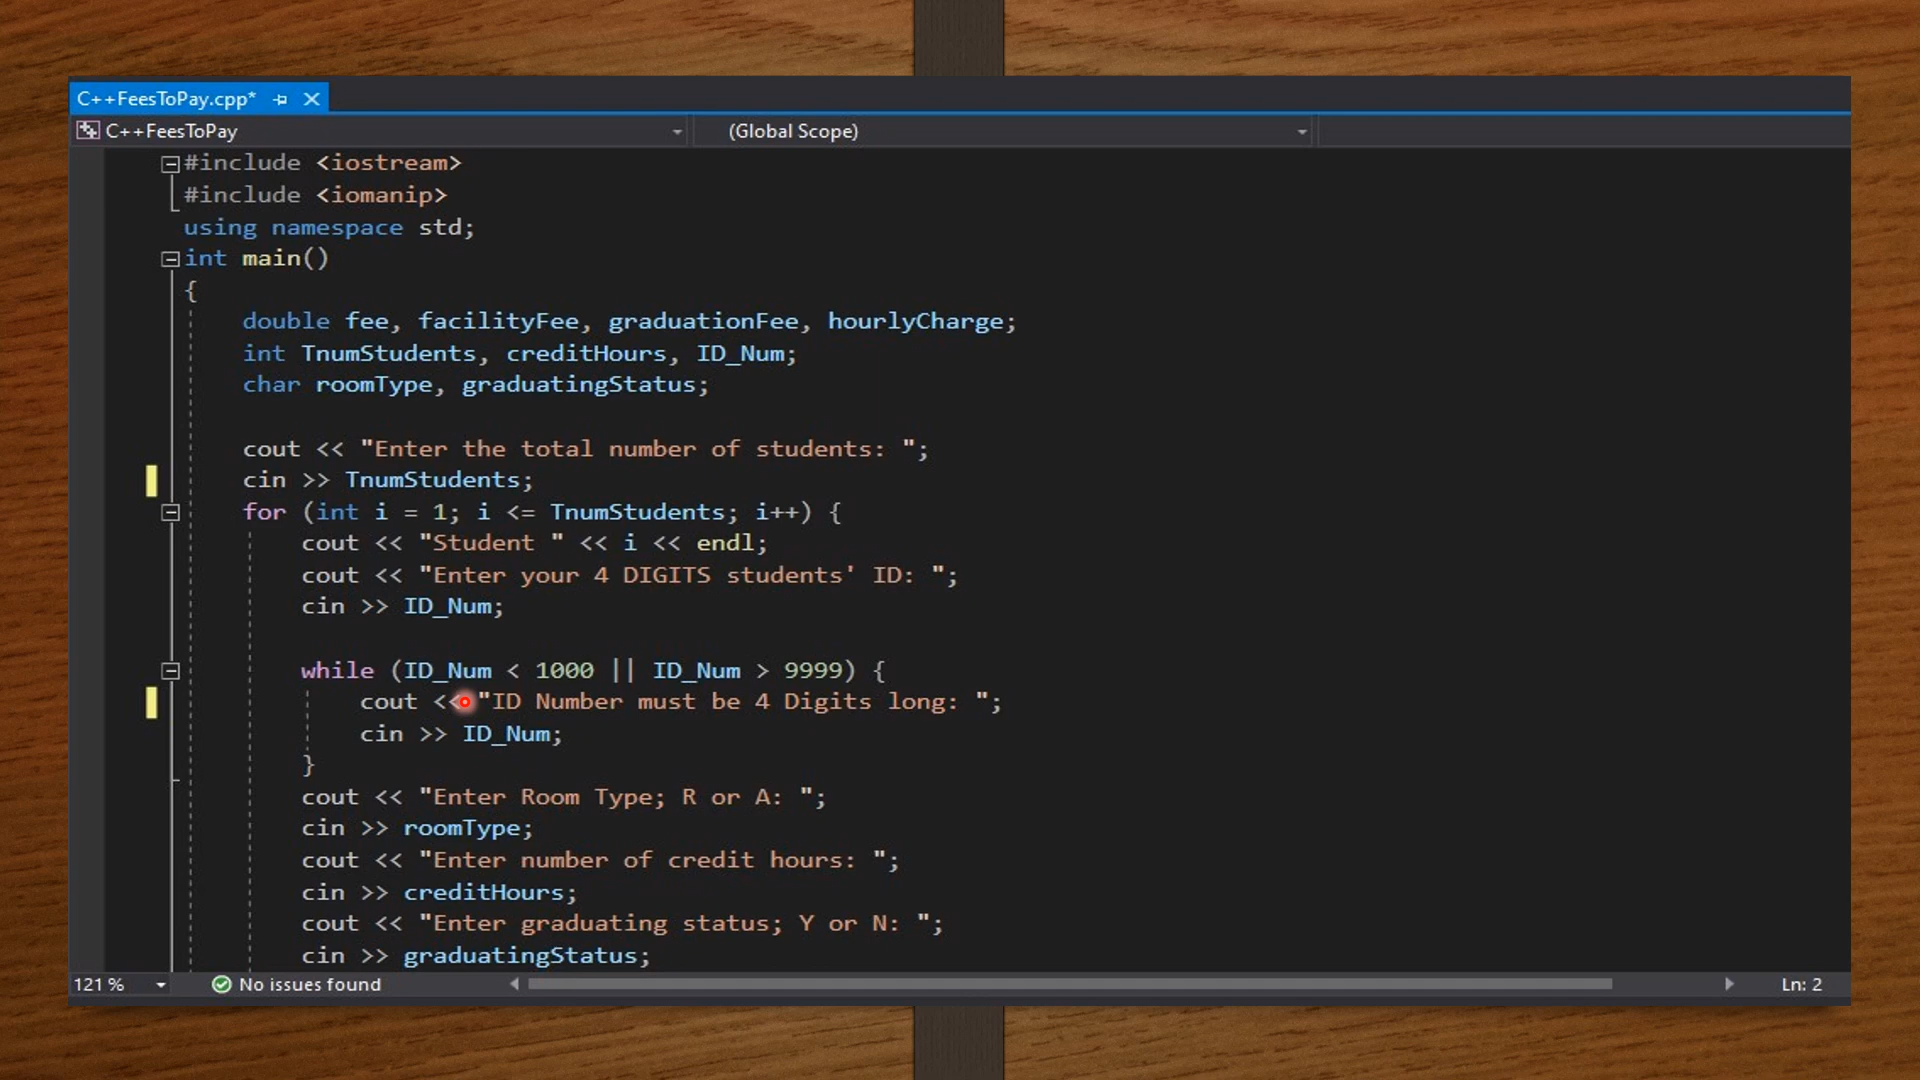 C++FeesToPay.cpp*
C++FeesToPay (Global Scope)
#include <iostream>
#include <iomanip>
using namespace std;
int main()
{
double fee, facilityFee, graduationFee, hourlyCharge;
int TnumStudents, creditHours, ID_Num;
char roomType, graduatingStatus;
cout << "Enter the total number of students: ";
cin >> TnumStudents;
for (int i = 1; i <= TnumStudents; i++) {
cout << "Student " << i << endl;
cout << "Enter your 4 DIGITS students' ID: ";
cin >> ID_Num;
while (ID_Num < 1000 || ID_Num > 9999) {
cout << "ID Number must be 4 Digits long: ";
cin >> ID_Num;
}
cout << "Enter Room Type; R or A: ";
cin >> roomType;
cout << "Enter number of credit hours: ";
cin >> creditHours;
cout << "Enter graduating status; Y or N: ";
cin >> graduatingStatus;
121 % No issues found Ln: 2